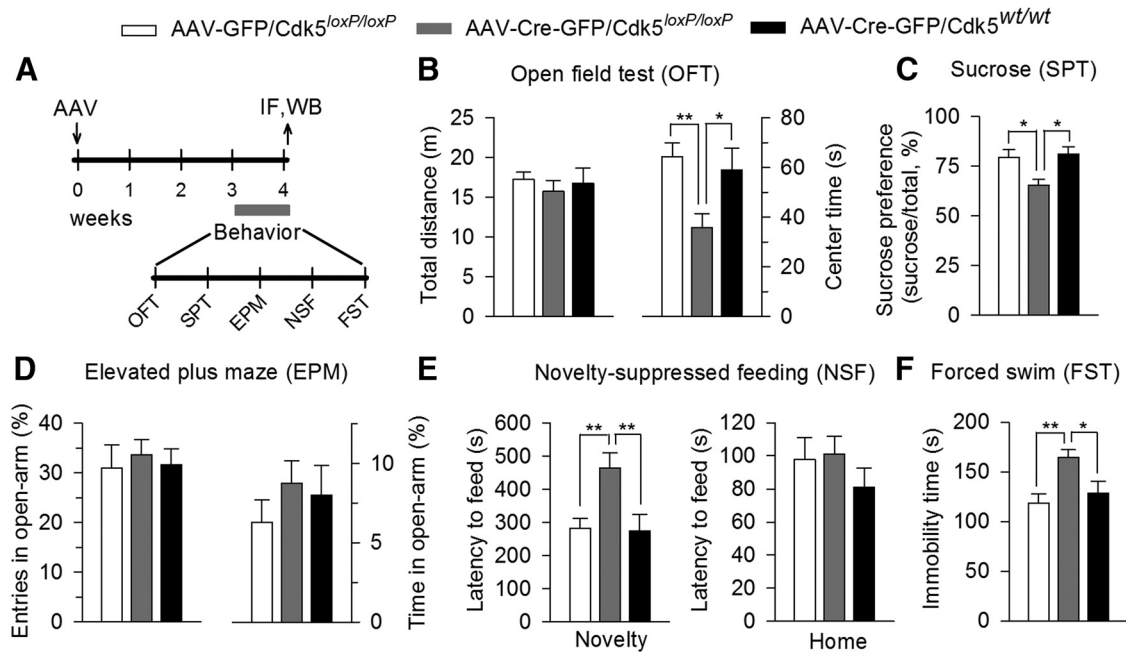 AAV-GFP/Cdk5loxP/loxP AAV-Cre-GFP/Cdk5loxP/loxP AAV-Cre-GFP/Cdk5wt/wt
A
AAV IF,WB
0 1 2 3 4
weeks
Behavior
OFT SPT EPM NSF FST
B Open field test (OFT)
Total distance (m)
25
20
15
10
5
0
** *
Center time (s)
80
60
40
20
0
C Sucrose (SPT)
Sucrose preference
(sucrose/total, %)
100
75
50
25
0
* *
D Elevated plus maze (EPM)
Entries in open-arm (%)
40
30
20
10
0
Time in open-arm (%)
10
5
0
E Novelty-suppressed feeding (NSF)
Latency to feed (s)
600
500
400
300
200
100
0
** **
Novelty
Latency to feed (s)
120
100
80
60
40
20
0
Home
F Forced swim (FST)
Immobility time (s)
200
150
100
50
0
** *